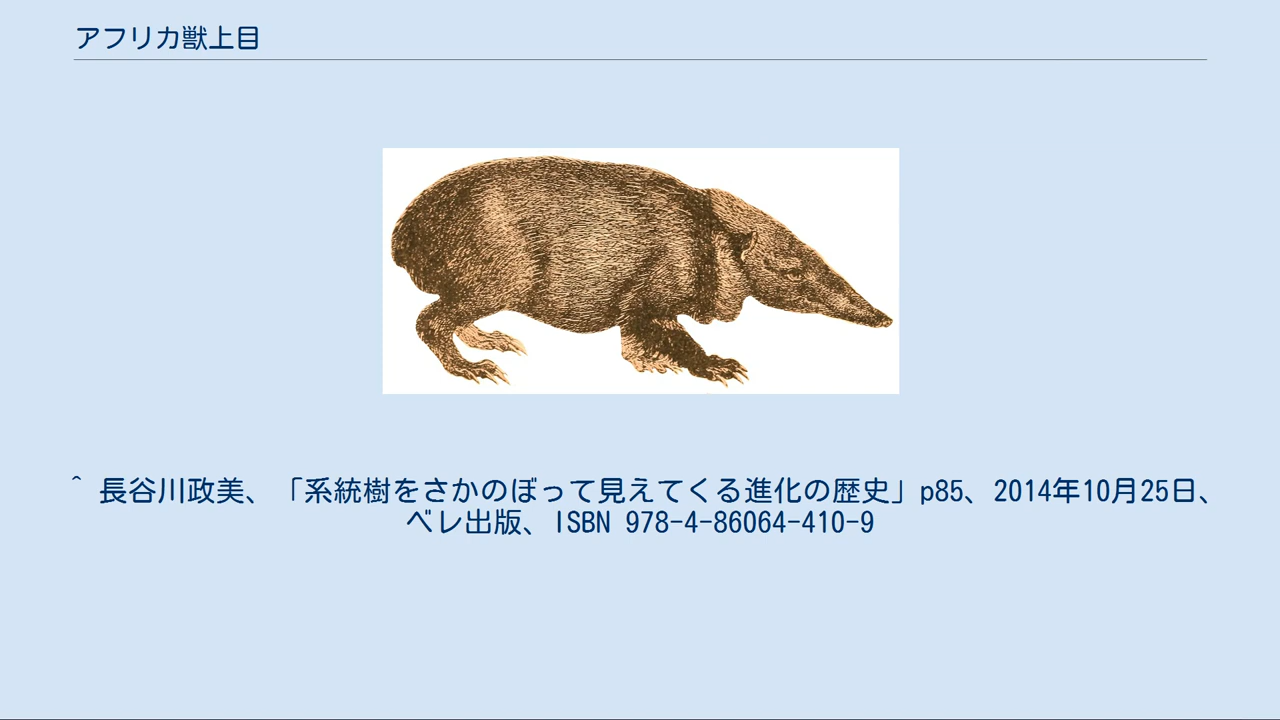 アフリカ獣上目
^ 長谷川政美、「系統樹をさかのぼって見えてくる進化の歴史」p85、2014年10月25日、
ベレ出版、ISBN 978-4-86064-410-9